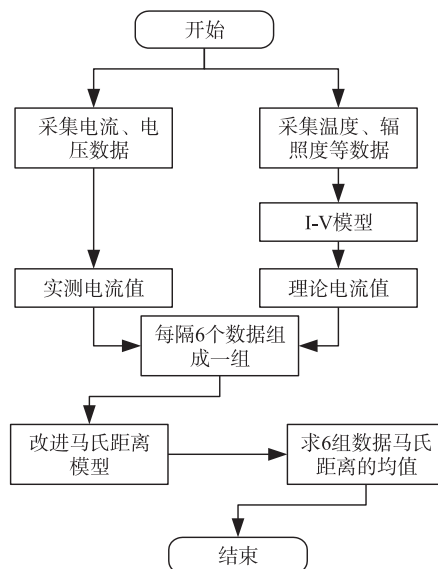 开始
采集电流、电
压数据
采集温度、辐
照度等数据
I-V模型
实测电流值
理论电流值
每隔6个数据组
成一组
改进马氏距离
模型
求6组数据马氏
距离的均值
结束